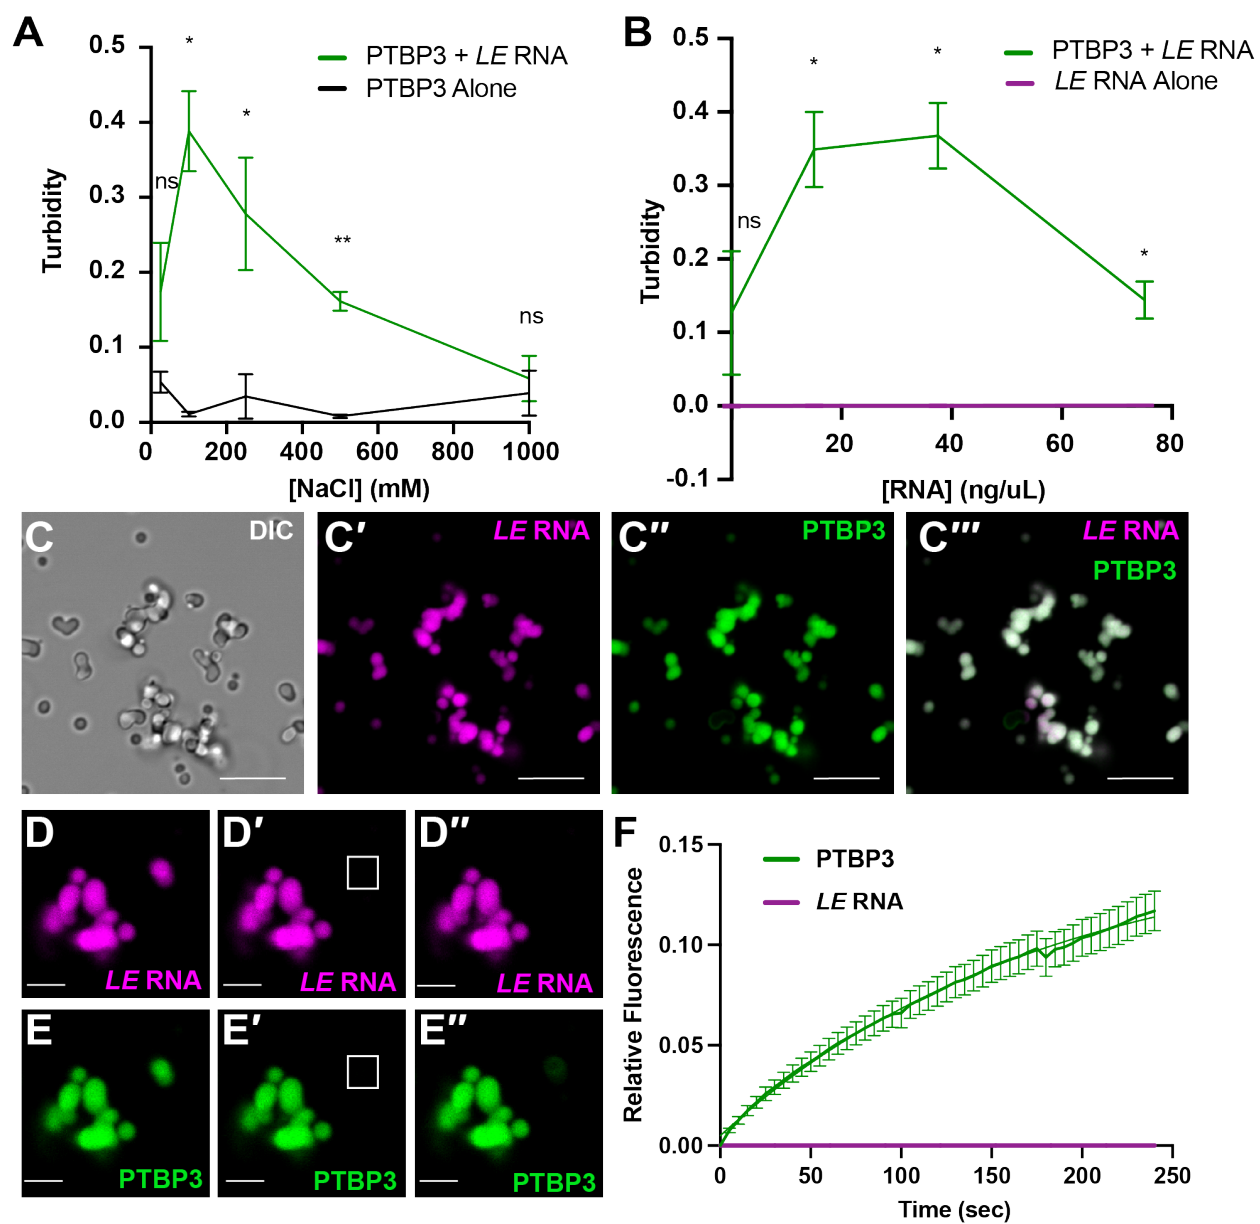 A
PTBP3 + LE RNA
PTBP3 Alone
Turbidity
0.5
0.4
0.3
0.2
0.1
0.0
*
*
**
ns
ns
0 200 400 600 800 1000
[NaCl] (mM)
B
PTBP3 + LE RNA
LE RNA Alone
Turbidity
0.5
0.4
0.3
0.2
0.1
0.0
-0.1
ns
*
*
*
20 40 60 80
[RNA] (ng/uL)
C DIC
C′ LE RNA
C″ PTBP3
C‴ LE RNA
PTBP3
D
LE RNA
D′
LE RNA
D″
LE RNA
E
PTBP3
E′
PTBP3
E″
PTBP3
F
PTBP3
LE RNA
Relative Fluorescence
0.15
0.10
0.05
0.00
0 50 100 150 200 250
Time (sec)